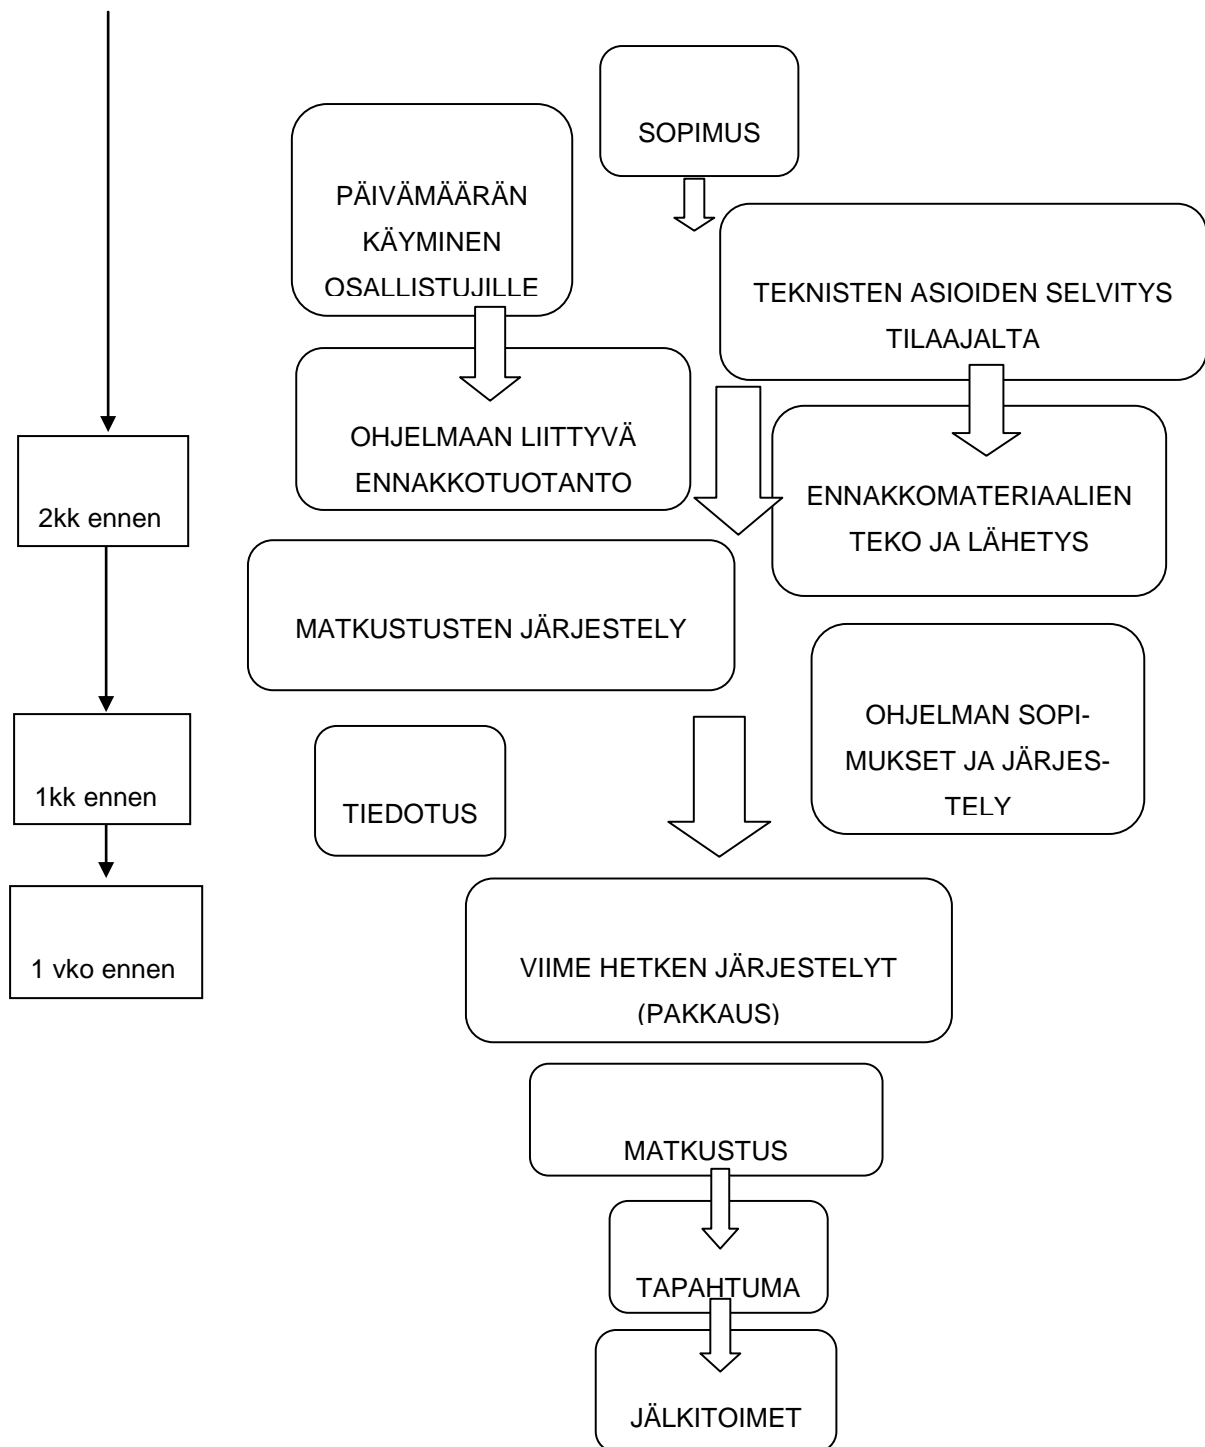 SOPIMUS
PÄIVÄMÄÄRÄN
KÄYMINEN
OSALLISTUJILLE
TEKNISTEN ASIOIDEN SELVITYS
TILAAJALTA
OHJELMAAN LIITTYVÄ
ENNAKKOTUOTANTO
ENNAKKOMATERIAALIEN
TEKO JA LÄHETYS
2kk ennen
MATKUSTUSTEN JÄRJESTELY
OHJELMAN SOPI-
MUKSET JA JÄRJES-
TELY
1kk ennen
TIEDOTUS
1 vko ennen
VIIME HETKEN JÄRJESTELYT
(PAKKAUS)
MATKUSTUS
TAPAHTUMA
JÄLKITOIMET